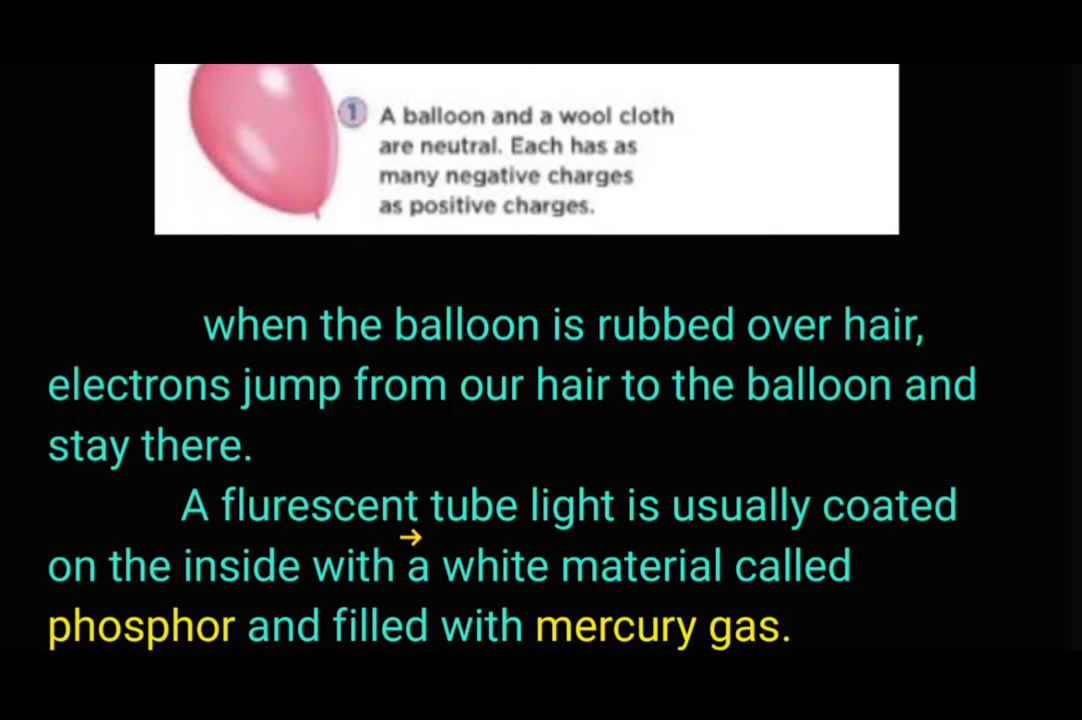 1 A balloon and a wool cloth
are neutral. Each has as
many negative charges
as positive charges.
when the balloon is rubbed over hair,
electrons jump from our hair to the balloon and
stay there.
A flurescent tube light is usually coated
on the inside with a white material called
phosphor and filled with mercury gas.